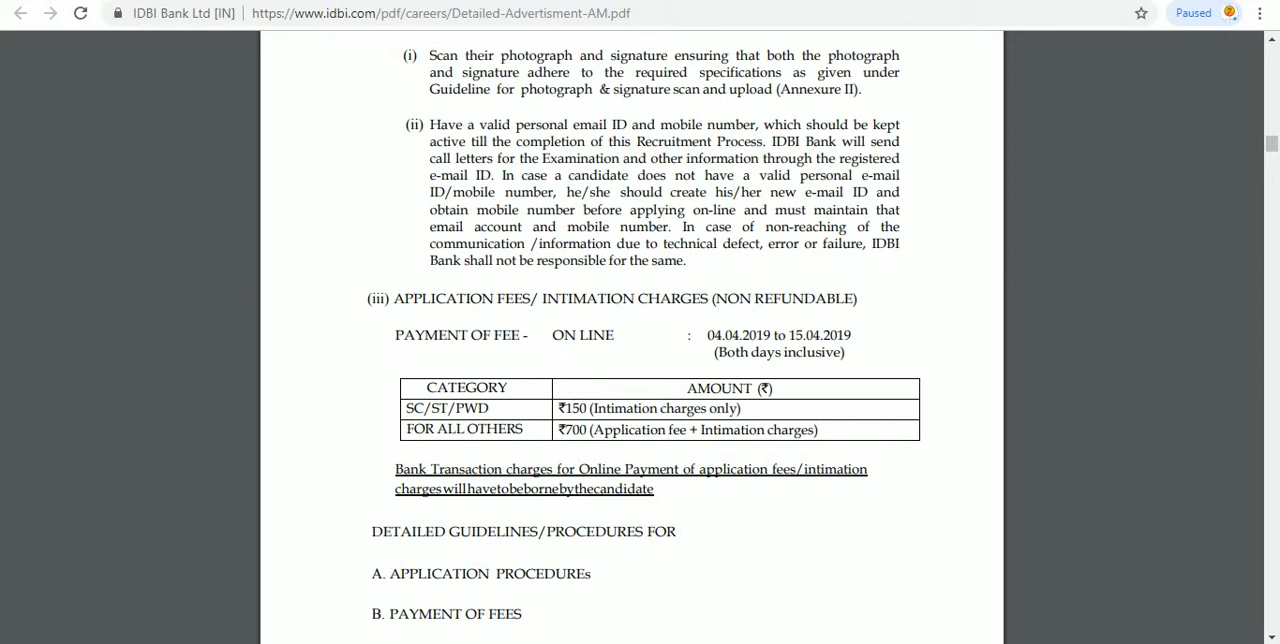 IDBI Bank Ltd [IN] | https://www.idbi.com/pdf/careers/Detailed-Advertisment-AM.pdf
Paused
(i) Scan their photograph and signature ensuring that both the photograph
and signature adhere to the required specifications as given under
Guideline for photograph & signature scan and upload (Annexure II).
(ii) Have a valid personal email ID and mobile number, which should be kept
active till the completion of this Recruitment Process. IDBI Bank will send
call letters for the Examination and other information through the registered
e-mail ID. In case a candidate does not have a valid personal e-mail
ID/mobile number, he/she should create his/her new e-mail ID and
obtain mobile number before applying on-line and must maintain that
email account and mobile number. In case of non-reaching of the
communication /information due to technical defect, error or failure, IDBI
Bank shall not be responsible for the same.
(iii) APPLICATION FEES/ INTIMATION CHARGES (NON REFUNDABLE)
PAYMENT OF FEE - ON LINE : 04.04.2019 to 15.04.2019
(Both days inclusive)
CATEGORY AMOUNT (₹)
SC/ST/PWD ₹150 (Intimation charges only)
FOR ALL OTHERS ₹700 (Application fee + Intimation charges)
Bank Transaction charges for Online Payment of application fees/intimation
chargeswillhavetobebornebythecandidate
DETAILED GUIDELINES/PROCEDURES FOR
A. APPLICATION PROCEDUREs
B. PAYMENT OF FEES